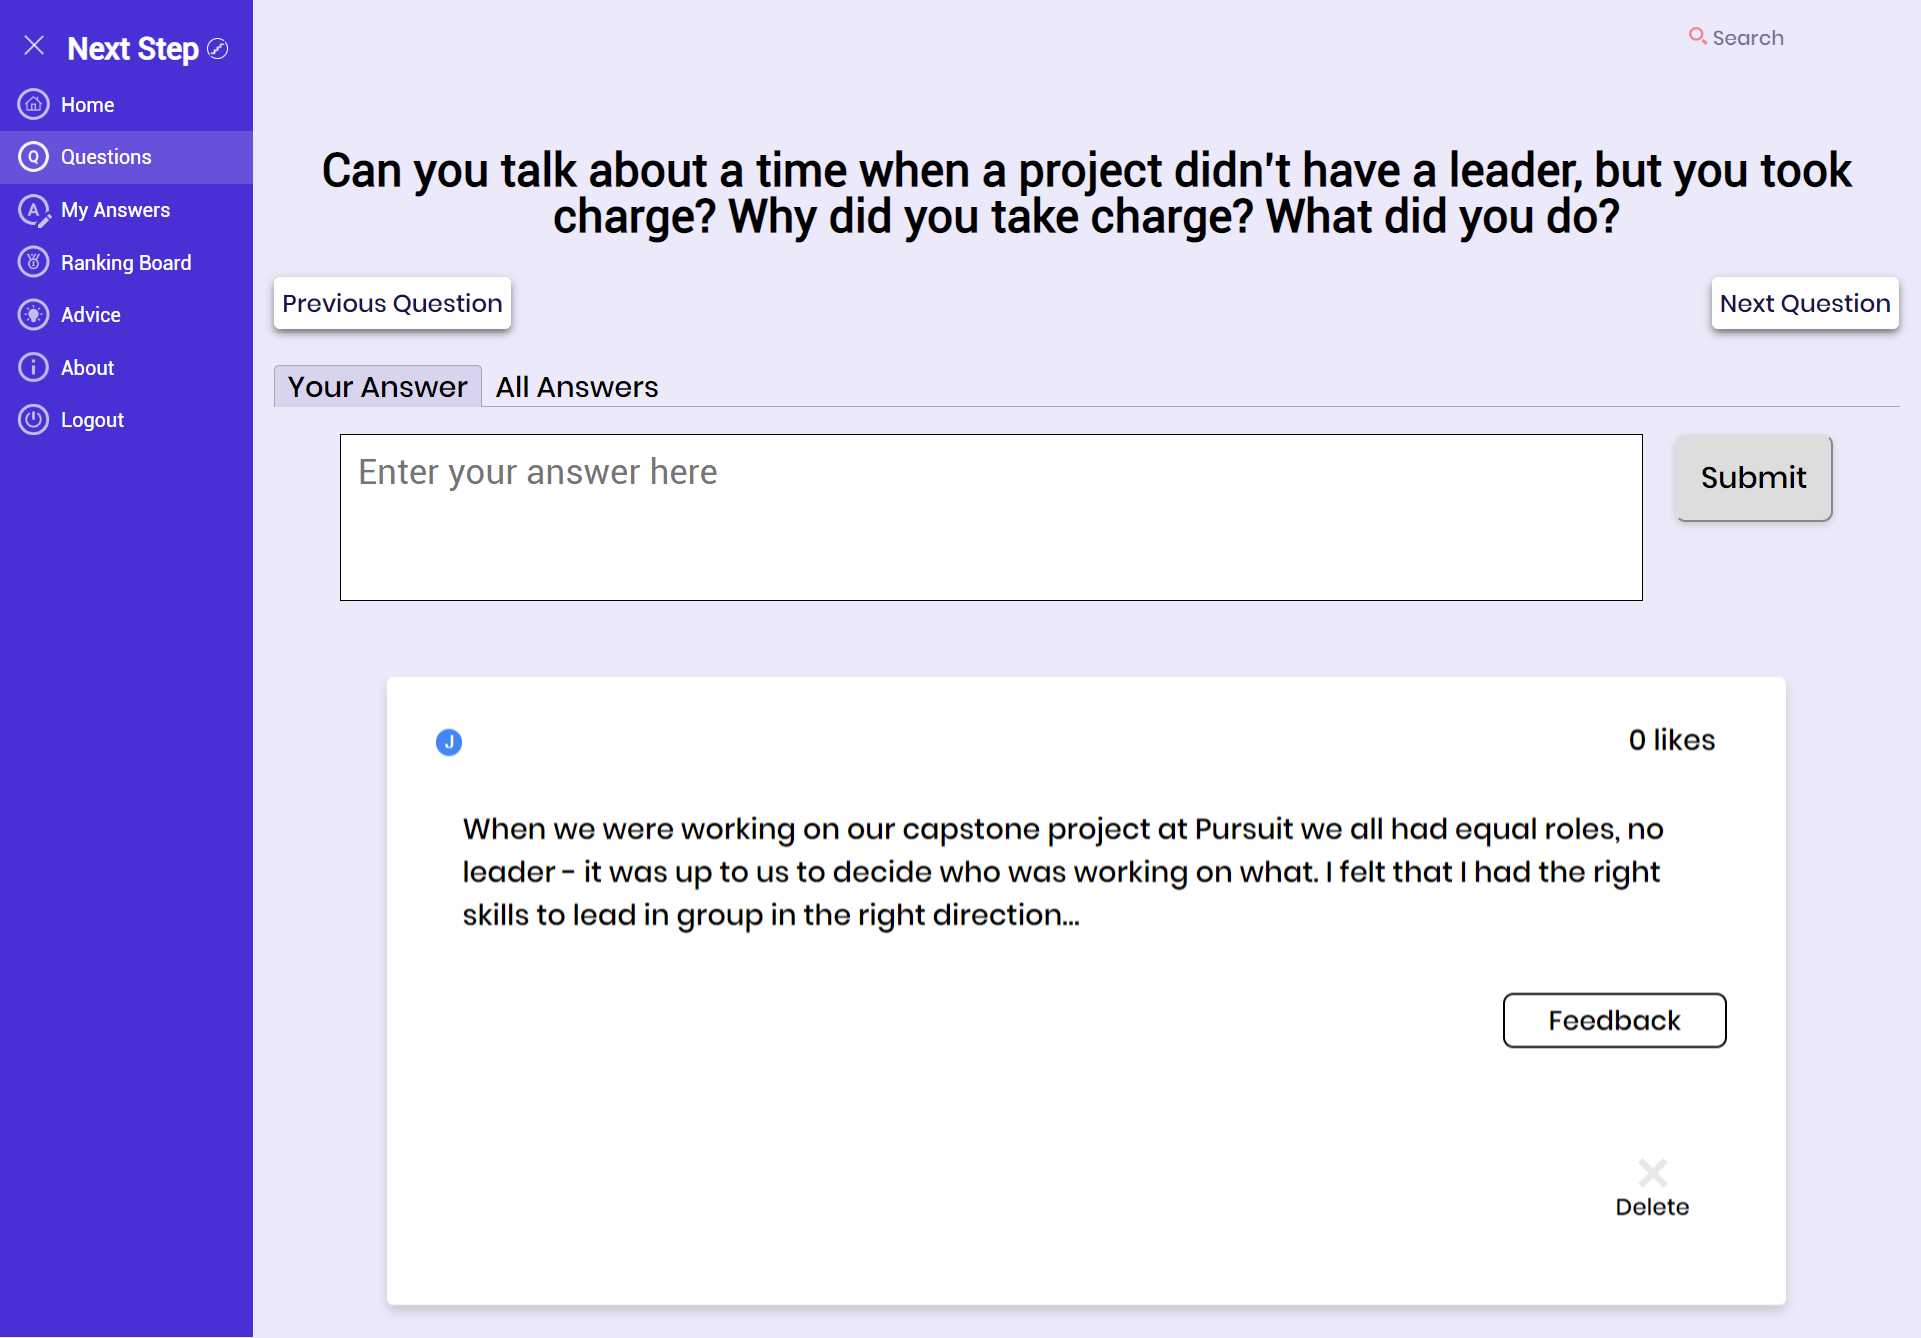 Next Step
Home
Q Questions
A My Answers
Ranking Board
Advice
i About
Logout
Search
Can you talk about a time when a project didn't have a leader, but you took
charge? Why did you take charge? What did you do?
Previous Question
Next Question
Your Answer All Answers
Enter your answer here
Submit
J
0 likes
When we were working on our capstone project at Pursuit we all had equal roles, no
leader - it was up to us to decide who was working on what. I felt that I had the right
skills to lead in group in the right direction...
Feedback
Delete